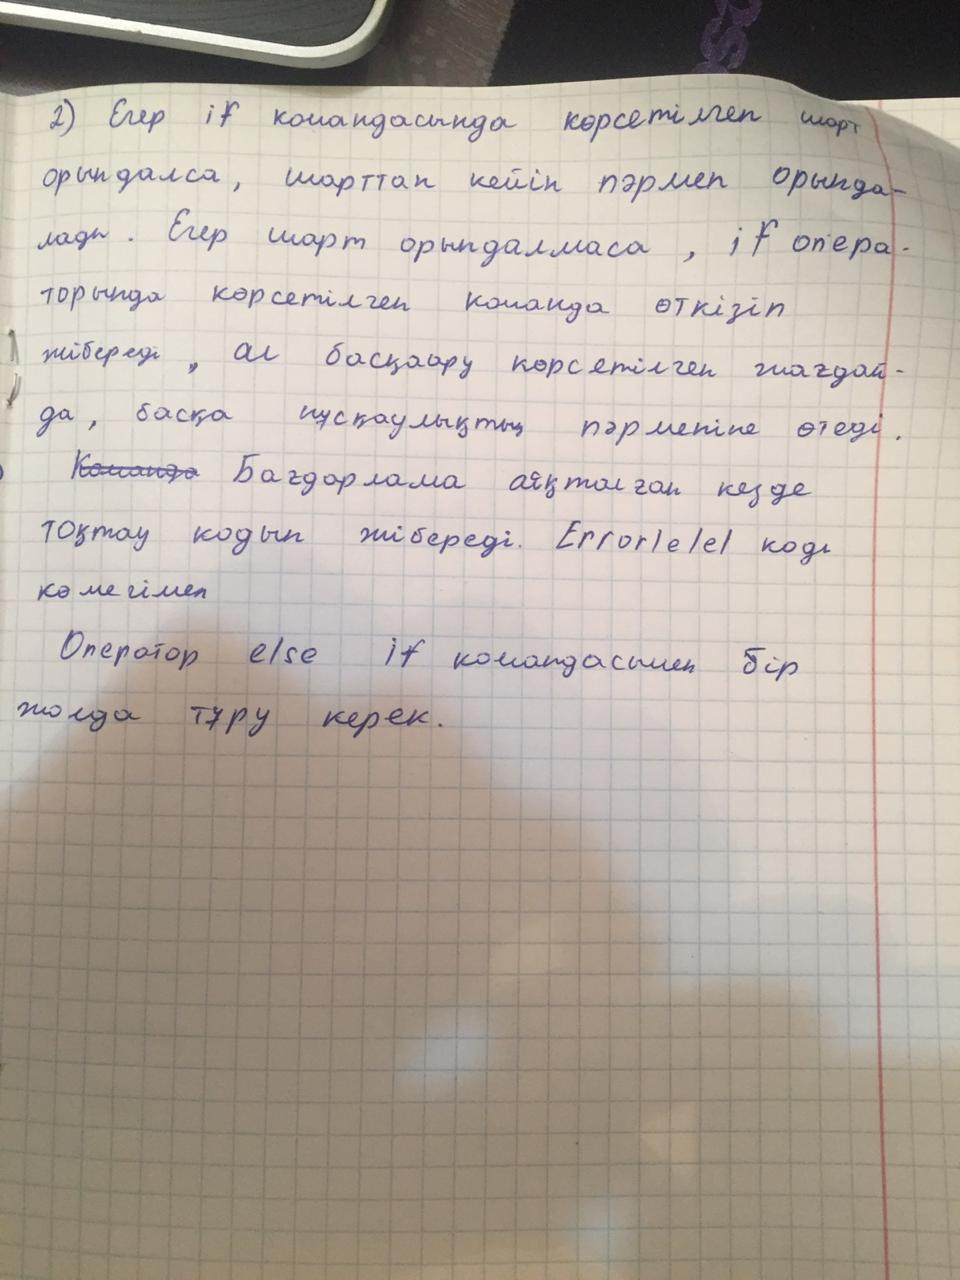 2) Егер if командасында көрсетілген шарт
орындалса, шарттан кейін пәрмен орында-
лады. Егер шарт орындалмаса, if опера-
торында көрсетілген команда өткізіп
жібереді, ал басқаару көрсетілген жағдай-
да, басқа нұсқаулықтың пәрменіне өтеді.
Команда Бағдарлама аяқталған кезде
тоқтау кодын жібереді. Errorlelel коды
көмегімен
Оператор else if командасымен бір
жолда тұру керек.